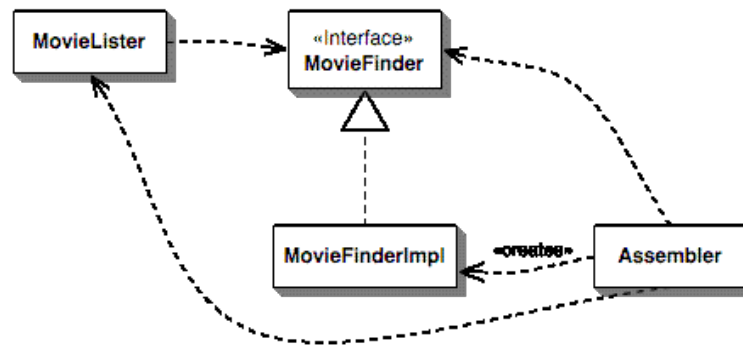 MovieLister
«Interface»
MovieFinder
MovieFinderImpl
«creates»
Assembler